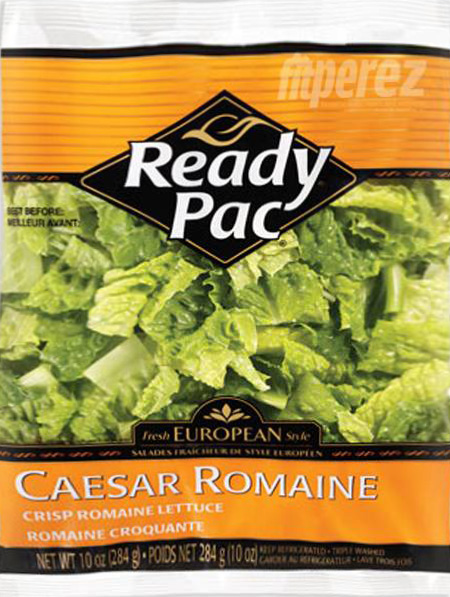 fitperez
Ready
Pac®
BEST BEFORE:
MEILLEUR AVANT:
Fresh EUROPEAN Style
SALADES FRAÎCHEUR DE STYLE EUROPÉEN
CAESAR ROMAINE
CRISP ROMAINE LETTUCE
ROMAINE CROQUANTE
NET WT 10 oz (284 g) • POIDS NET 284 g (10 oz)
KEEP REFRIGERATED • TRIPLE WASHED
GARDER AU RÉFRIGÉRATEUR • LAVÉ TROIS FOIS